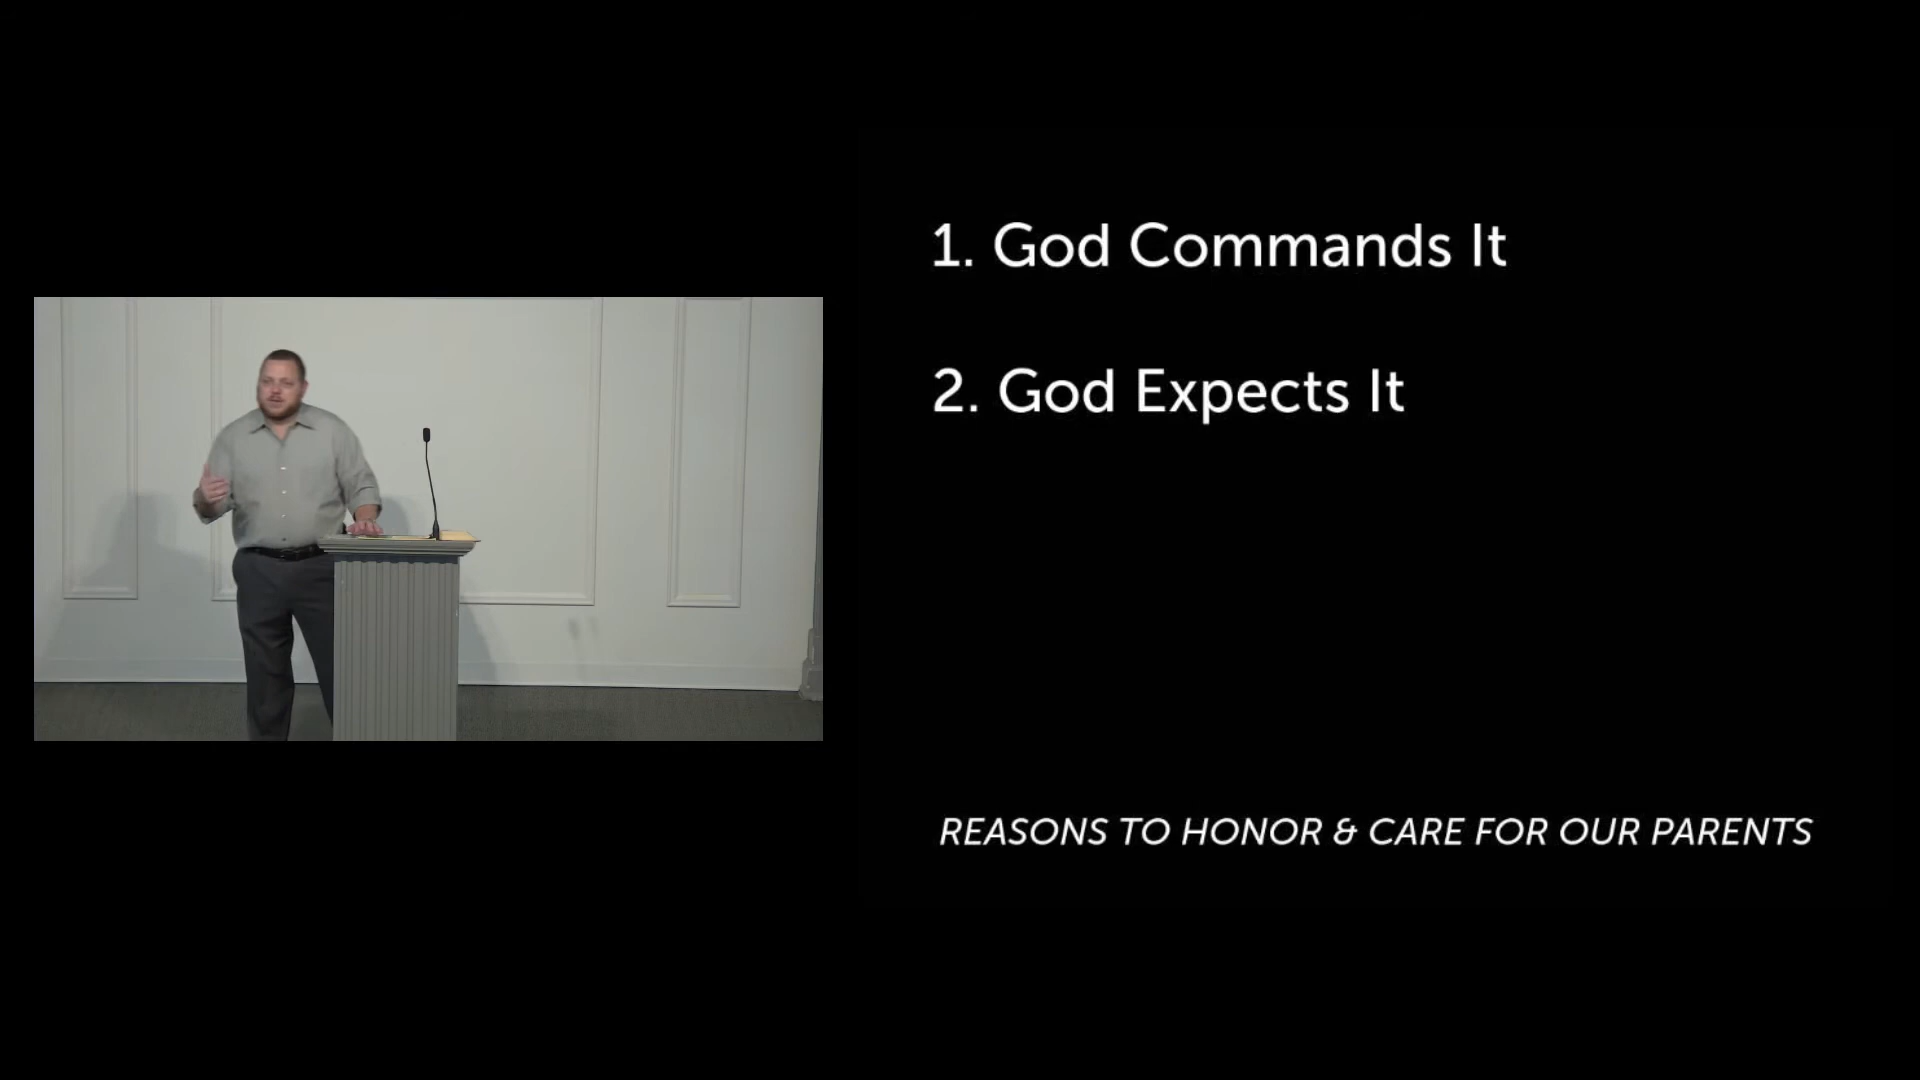 1. God Commands It
2. God Expects It
REASONS TO HONOR & CARE FOR OUR PARENTS